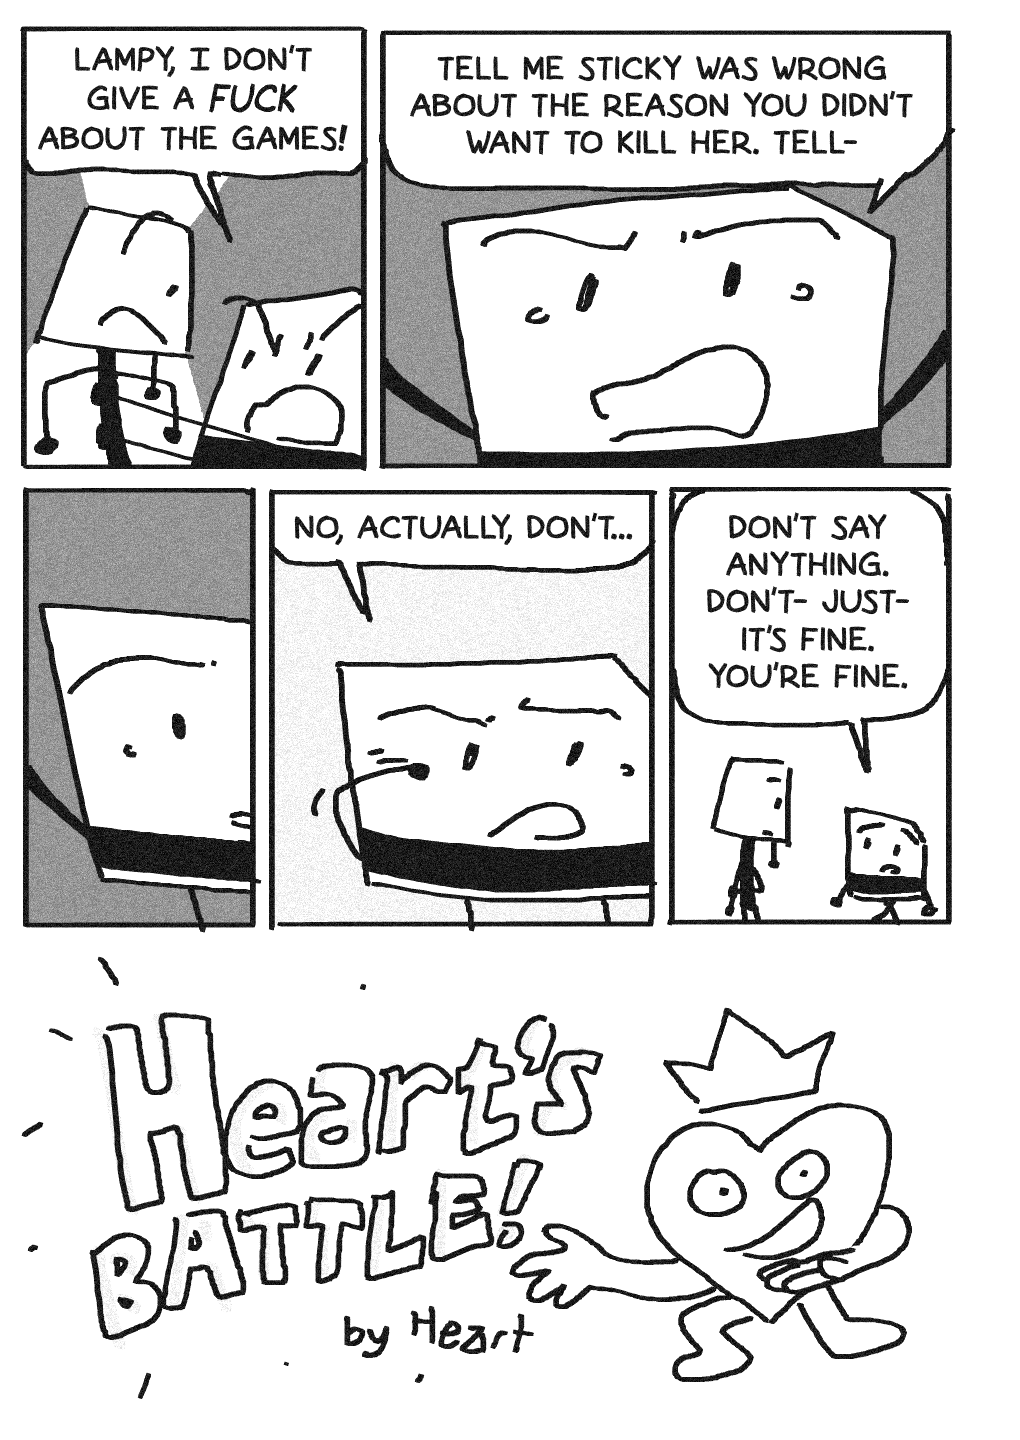 LAMPY, I DON'T
GIVE A FUCK
ABOUT THE GAMES!
TELL ME STICKY WAS WRONG
ABOUT THE REASON YOU DIDN'T
WANT TO KILL HER. TELL-
NO, ACTUALLY, DON'T...
DON'T SAY
ANYTHING.
DON'T- JUST-
IT'S FINE.
YOU'RE FINE.
Heart's
BATTLE!
by Heart